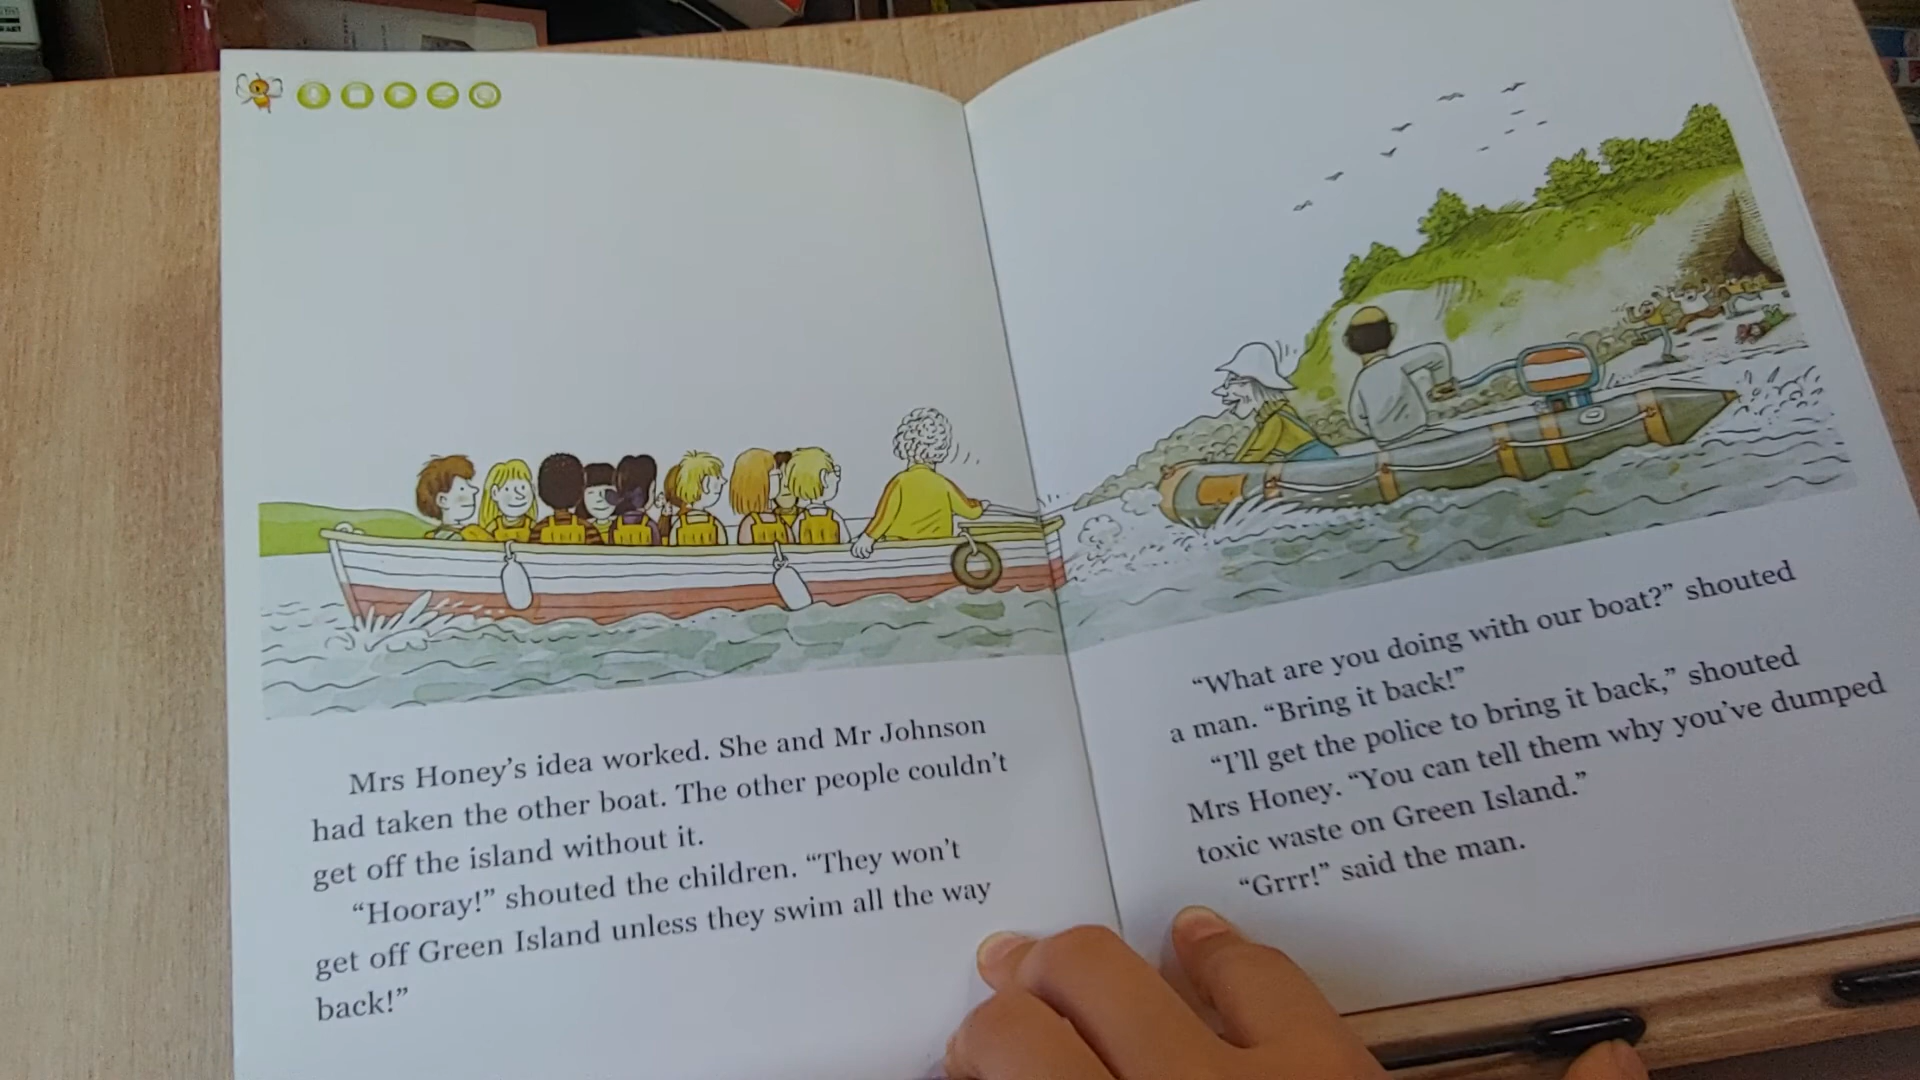 Mrs Honey's idea worked. She and Mr Johnson
had taken the other boat. The other people couldn't
get off the island without it.
“Hooray!” shouted the children. “They won't
get off Green Island unless they swim all the way
back!”
“What are you doing with our boat?” shouted
a man. “Bring it back!”
“I'll get the police to bring it back,” shouted
Mrs Honey. “You can tell them why you've dumped
toxic waste on Green Island.”
“Grrr!” said the man.